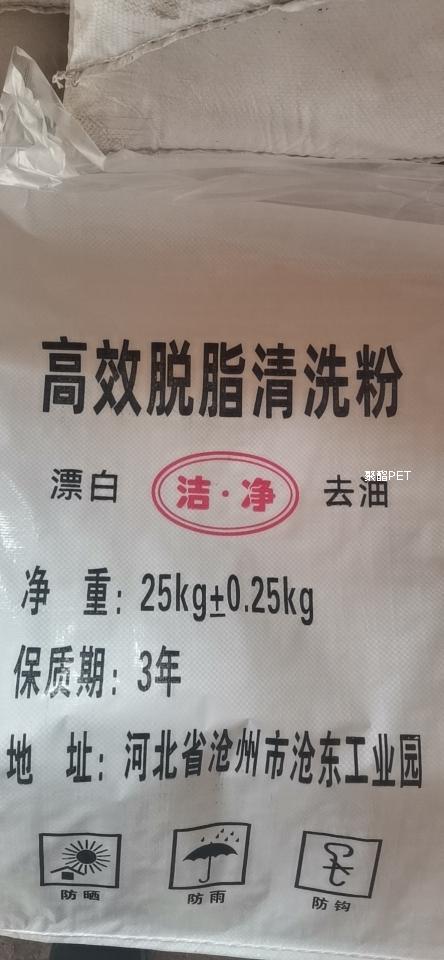 高效脱脂清洗粉
漂白 洁·净 去油
聚酯PET
净 重：25kg±0.25kg
保质期：3年
地 址：河北省沧州市沧东工业园
防晒 防雨 防钩